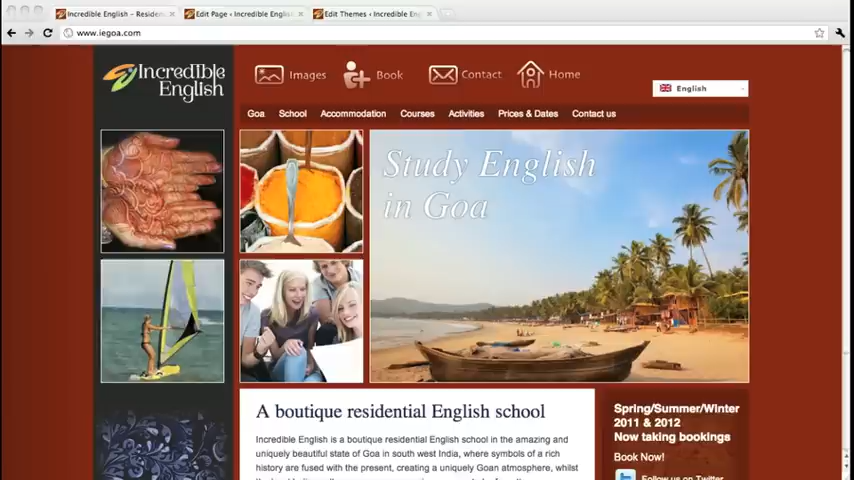 Incredible English – Residen
Edit Page ‹ Incredible English
Edit Themes ‹ Incredible Eng
www.iegoa.com
Incredible
English
Images
Book
Contact
Home
English
Goa
School
Accommodation
Courses
Activities
Prices & Dates
Contact us
Study English
in Goa
A boutique residential English school
Incredible English is a boutique residential English school in the amazing and
uniquely beautiful state of Goa in south west India, where symbols of a rich
history are fused with the present, creating a uniquely Goan atmosphere, whilst
Spring/Summer/Winter
2011 & 2012
Now taking bookings
Book Now!
Follow us on Twitter